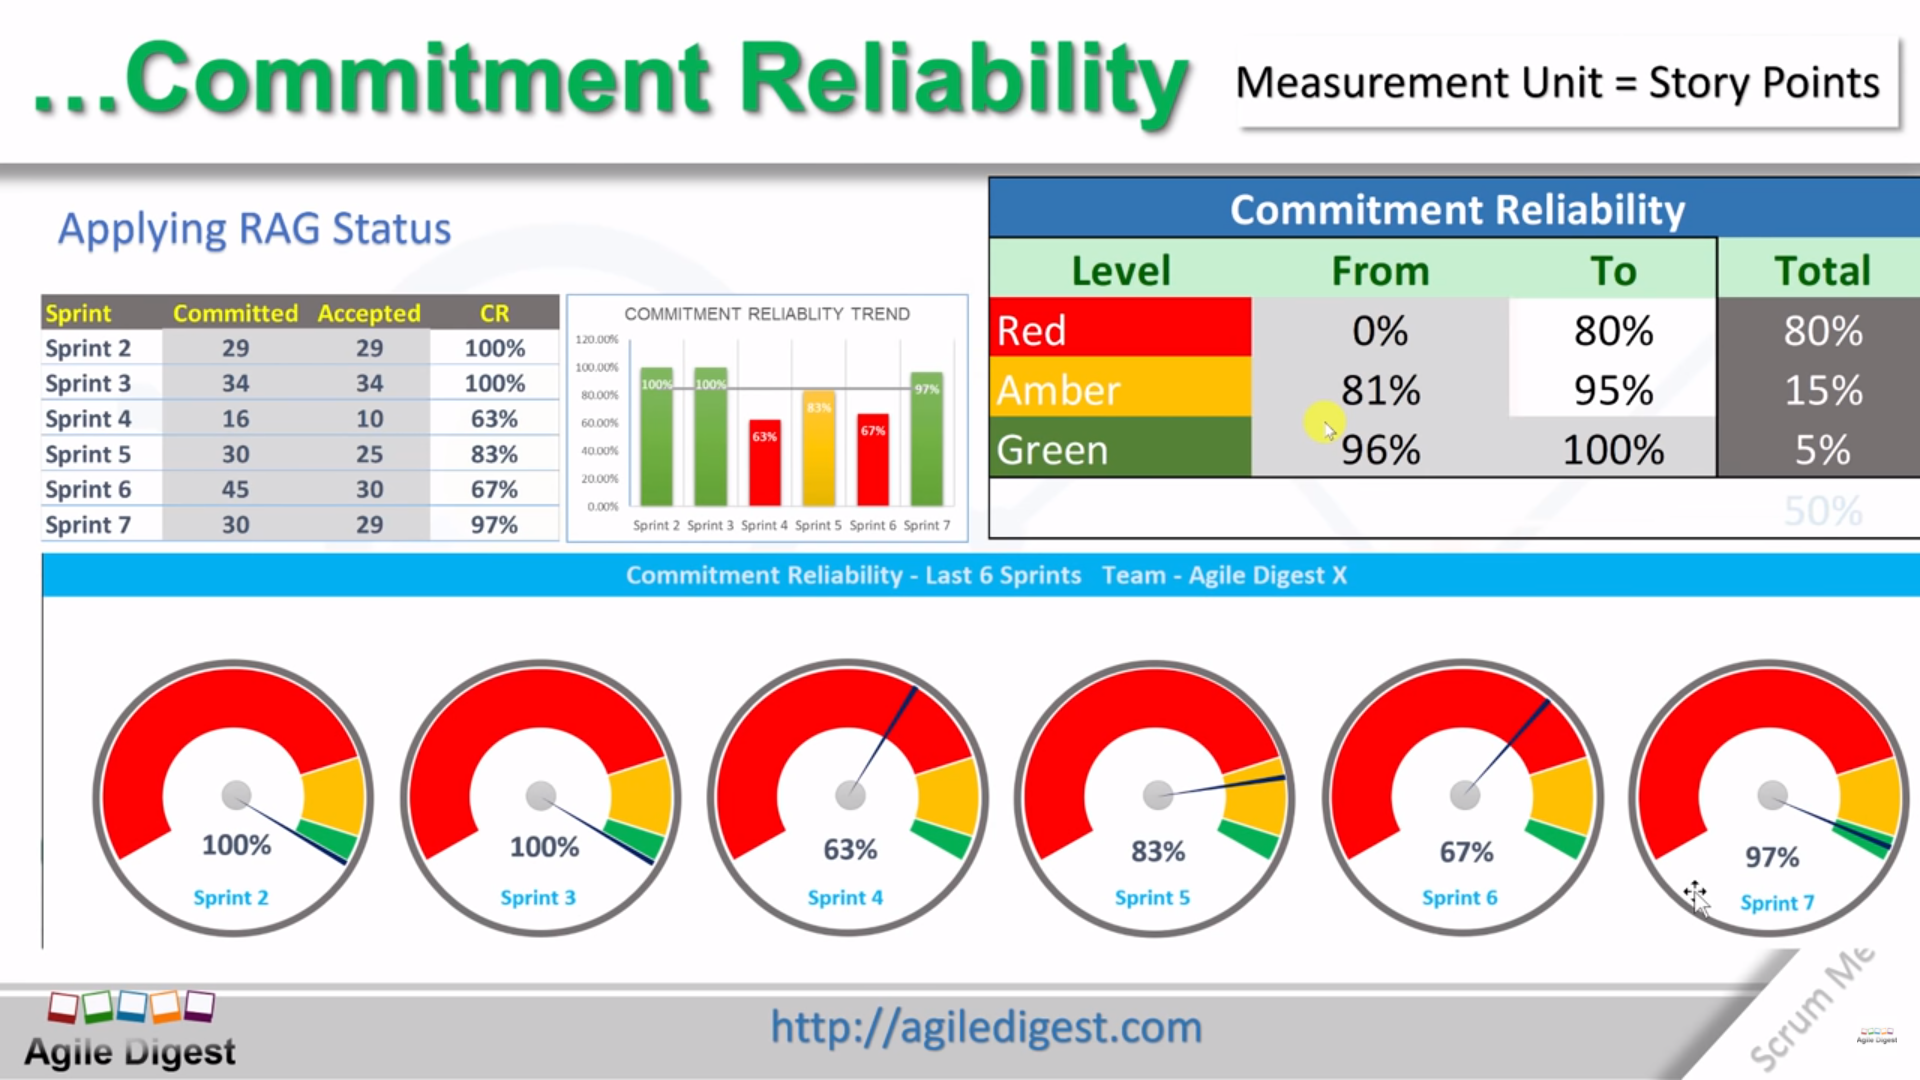 ...Commitment Reliability
Measurement Unit = Story Points
Applying RAG Status
Sprint Committed Accepted CR
Sprint 2 29 29 100%
Sprint 3 34 34 100%
Sprint 4 16 10 63%
Sprint 5 30 25 83%
Sprint 6 45 30 67%
Sprint 7 30 29 97%
COMMITMENT RELIABLITY TREND
120.00%
100.00%
80.00%
60.00%
40.00%
20.00%
0.00%
100% 100% 63% 83% 67% 97%
Sprint 2 Sprint 3 Sprint 4 Sprint 5 Sprint 6 Sprint 7
Commitment Reliability
Level From To Total
Red 0% 80% 80%
Amber 81% 95% 15%
Green 96% 100% 5%
50%
Commitment Reliability - Last 6 Sprints Team - Agile Digest X
100% 100% 63% 83% 67% 97%
Sprint 2 Sprint 3 Sprint 4 Sprint 5 Sprint 6 Sprint 7
Agile Digest
http://agiledigest.com
Scrum Me
Agile Digest